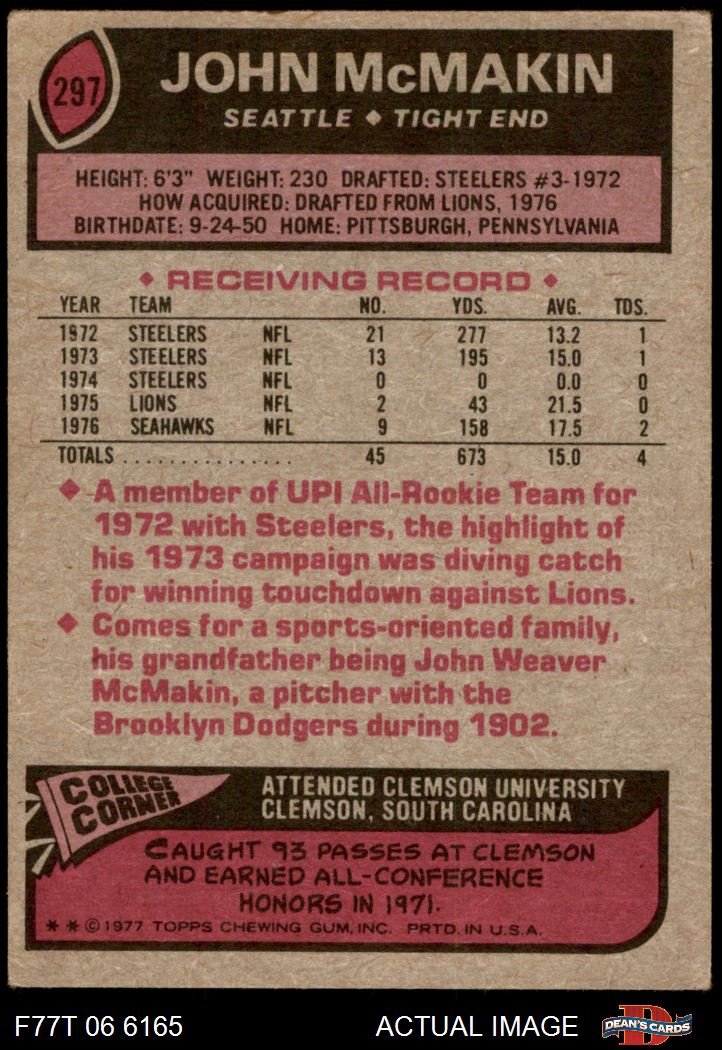 297
JOHN McMAKIN
SEATTLE ◆ TIGHT END
HEIGHT: 6'3" WEIGHT: 230 DRAFTED: STEELERS #3-1972
HOW ACQUIRED: DRAFTED FROM LIONS, 1976
BIRTHDATE: 9-24-50 HOME: PITTSBURGH, PENNSYLVANIA
◆ RECEIVING RECORD ◆
YEAR TEAM NO. YDS. AVG. TDS.
1972 STEELERS NFL 21 277 13.2 1
1973 STEELERS NFL 13 195 15.0 1
1974 STEELERS NFL 0 0 0.0 0
1975 LIONS NFL 2 43 21.5 0
1976 SEAHAWKS NFL 9 158 17.5 2
TOTALS ................ 45 673 15.0 4
◆ A member of UPI All-Rookie Team for
1972 with Steelers, the highlight of
his 1973 campaign was diving catch
for winning touchdown against Lions.
◆ Comes for a sports-oriented family,
his grandfather being John Weaver
McMakin, a pitcher with the
Brooklyn Dodgers during 1902.
COLLEGE
CORNER
ATTENDED CLEMSON UNIVERSITY
CLEMSON, SOUTH CAROLINA
CAUGHT 93 PASSES AT CLEMSON
AND EARNED ALL-CONFERENCE
HONORS IN 1971.
* * © 1977 TOPPS CHEWING GUM, INC. PRTD. IN U.S.A.
F77T 06 6165 ACTUAL IMAGE
D
DEAN'S CARDS